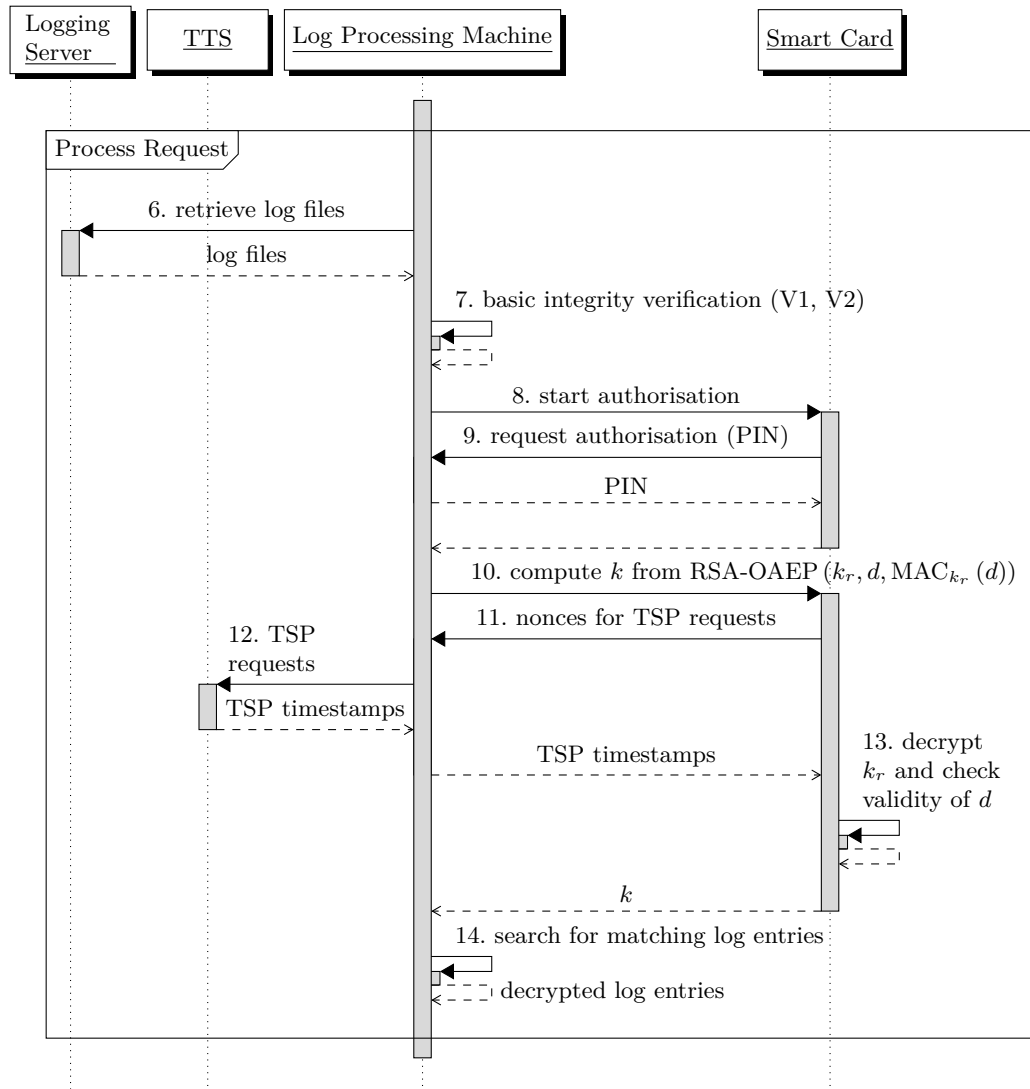 Logging
Server
TTS
Log Processing Machine
Smart Card
Process Request
6. retrieve log files
log files
7. basic integrity verification (V1, V2)
8. start authorisation
9. request authorisation (PIN)
PIN
10. compute k from RSA-OAEP (k_r, d, MAC_{k_r} (d))
11. nonces for TSP requests
12. TSP
requests
TSP timestamps
TSP timestamps
13. decrypt
k_r and check
validity of d
k
14. search for matching log entries
decrypted log entries